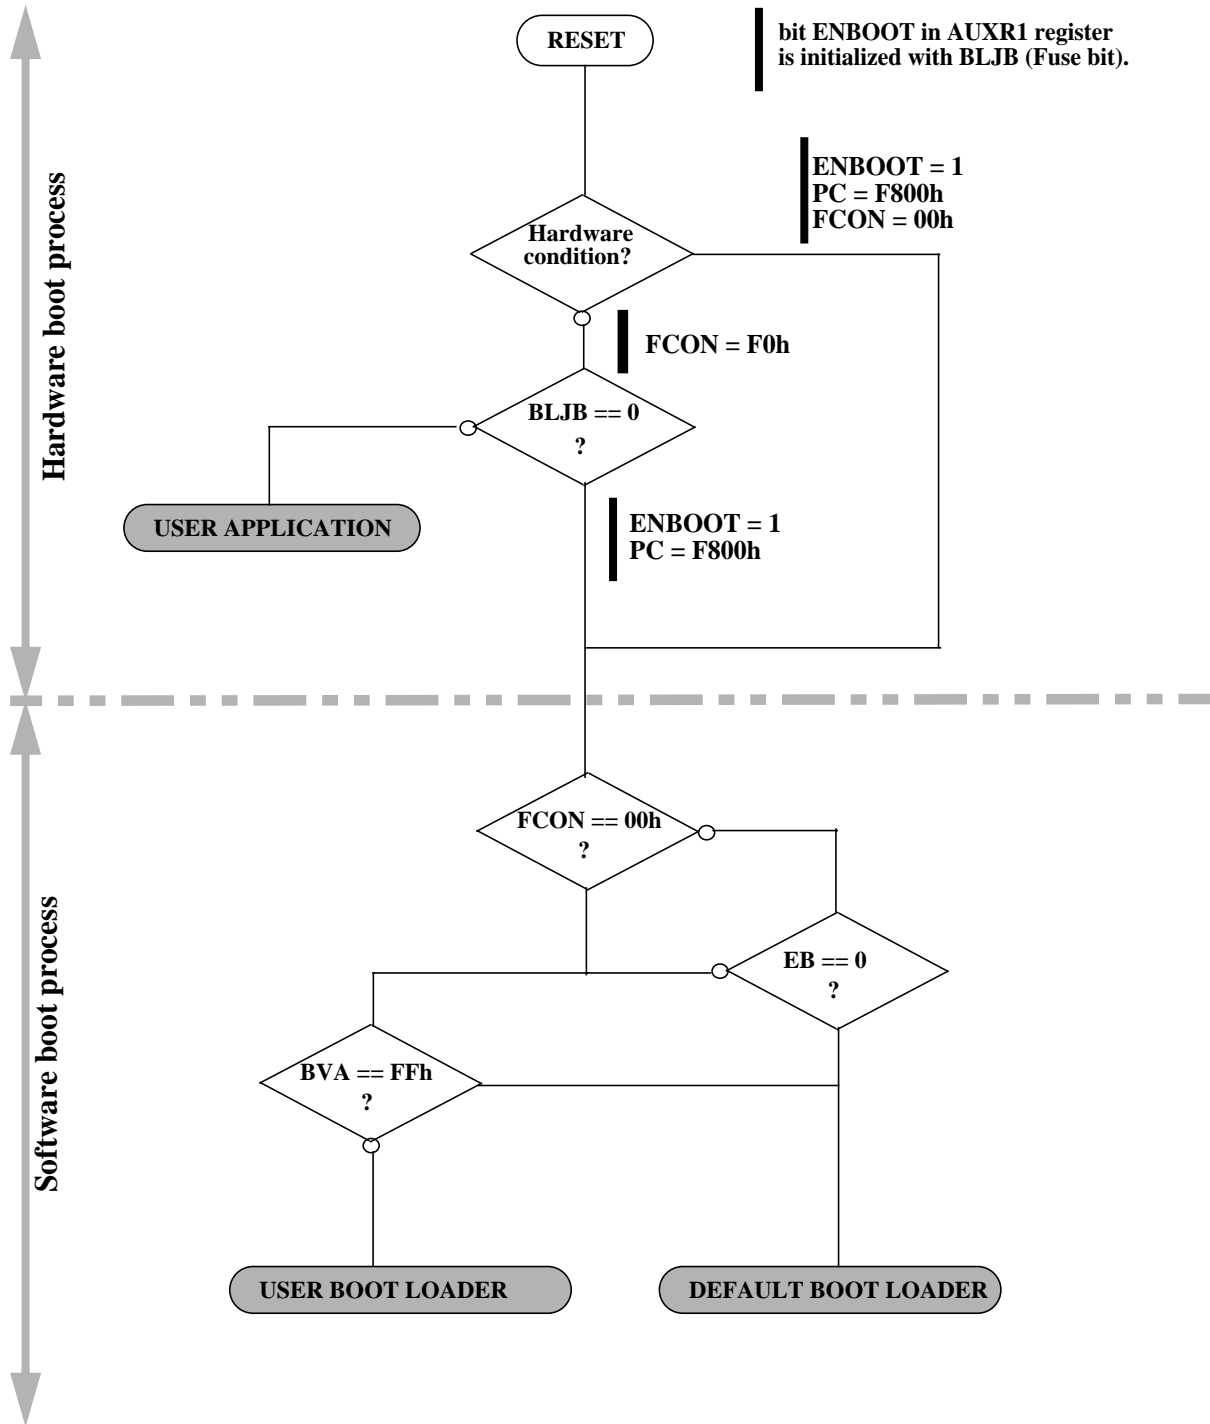 RESET
bit ENBOOT in AUXR1 register
is initialized with BLJB (Fuse bit).
ENBOOT = 1
PC = F800h
FCON = 00h
Hardware
condition?
FCON = F0h
BLJB == 0
?
USER APPLICATION
ENBOOT = 1
PC = F800h
Hardware boot process
FCON == 00h
?
EB == 0
?
BVA == FFh
?
USER BOOT LOADER
DEFAULT BOOT LOADER
Software boot process